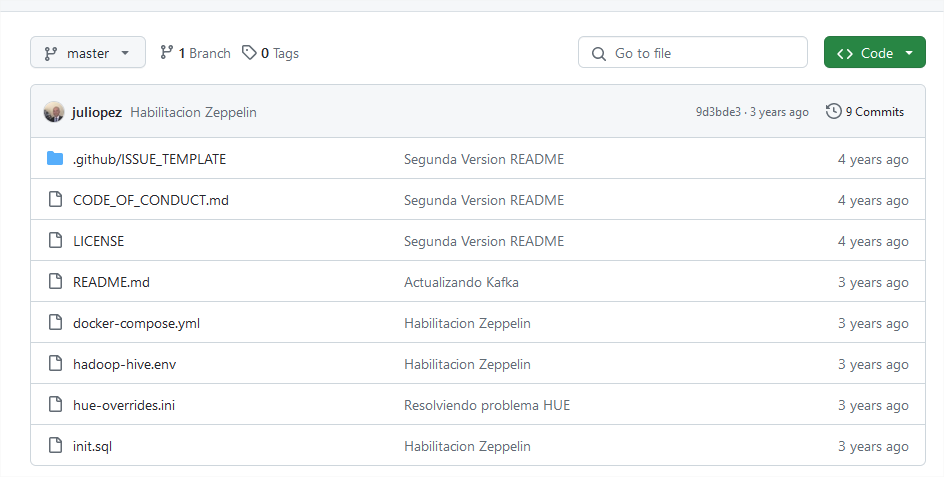 master 1 Branch 0 Tags Go to file Code
juliopez Habilitacion Zeppelin 9d3bde3 · 3 years ago 9 Commits
.github/ISSUE_TEMPLATE Segunda Version README 4 years ago
CODE_OF_CONDUCT.md Segunda Version README 4 years ago
LICENSE Segunda Version README 4 years ago
README.md Actualizando Kafka 3 years ago
docker-compose.yml Habilitacion Zeppelin 3 years ago
hadoop-hive.env Habilitacion Zeppelin 3 years ago
hue-overrides.ini Resolviendo problema HUE 3 years ago
init.sql Habilitacion Zeppelin 3 years ago